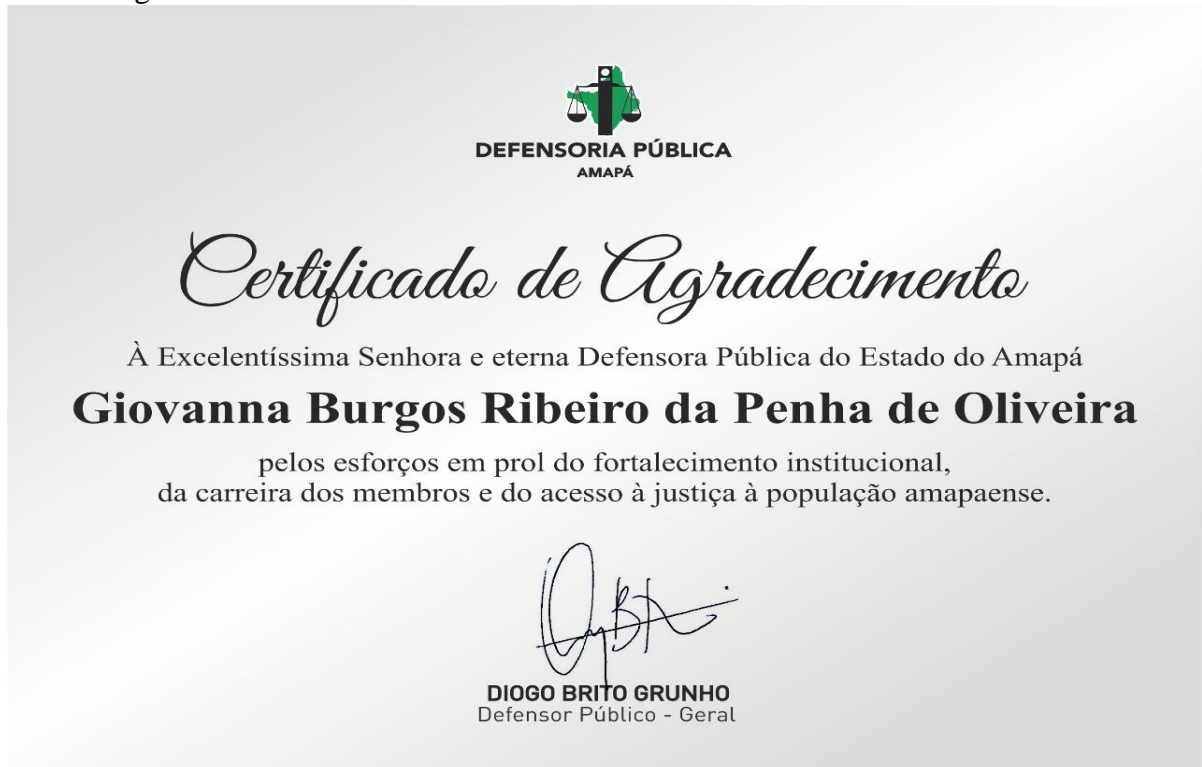 DEFENSORIA PÚBLICA
AMAPÁ
Certificado de Agradecimento
À Excelentíssima Senhora e eterna Defensora Pública do Estado do Amapá
Giovanna Burgos Ribeiro da Penha de Oliveira
pelos esforços em prol do fortalecimento institucional,
da carreira dos membros e do acesso à justiça à população amapaense.
DIOGO BRITO GRUNHO
Defensor Público - Geral